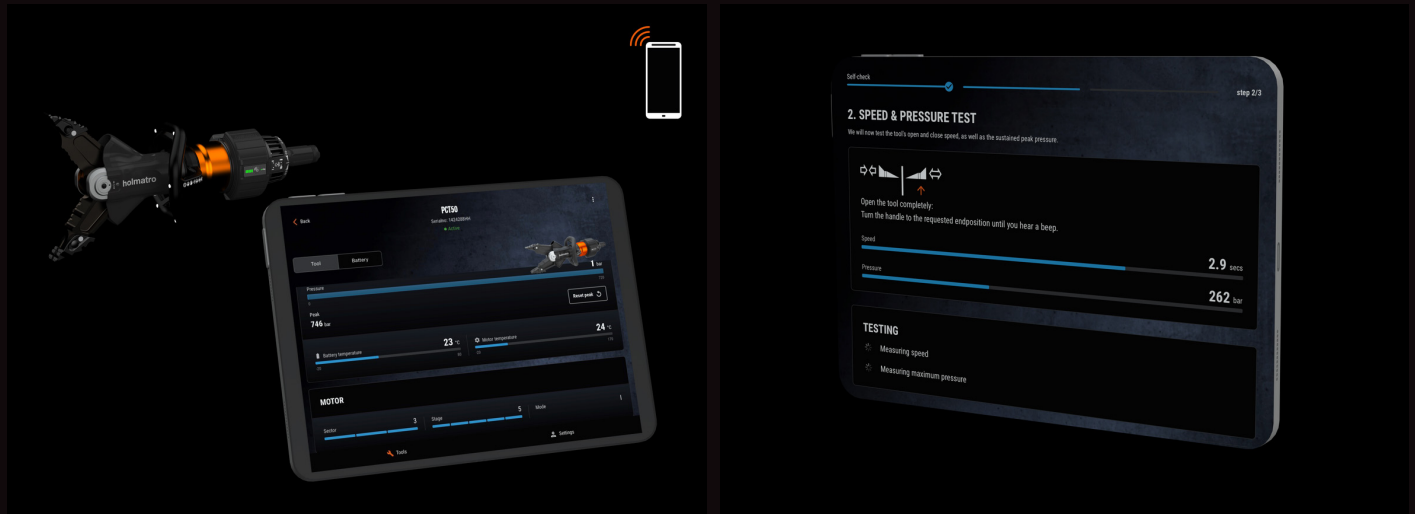 holmatro
Back
PCT50
Active
Tool
Battery
1 bar
Pressure
0
Peak
746 bar
Reset peak
Battery temperature
23 °C
Motor temperature
24 °C
MOTOR
Sector
3
Stage
5
Mode
1
Tools
Settings
Self-check
step 2/3
2. SPEED & PRESSURE TEST
We will now test the tool's open and close speed, as well as the sustained peak pressure.
Open the tool completely:
Turn the handle to the requested endposition until you hear a beep.
Speed
2.9 secs
Pressure
262 bar
TESTING
Measuring speed
Measuring maximum pressure